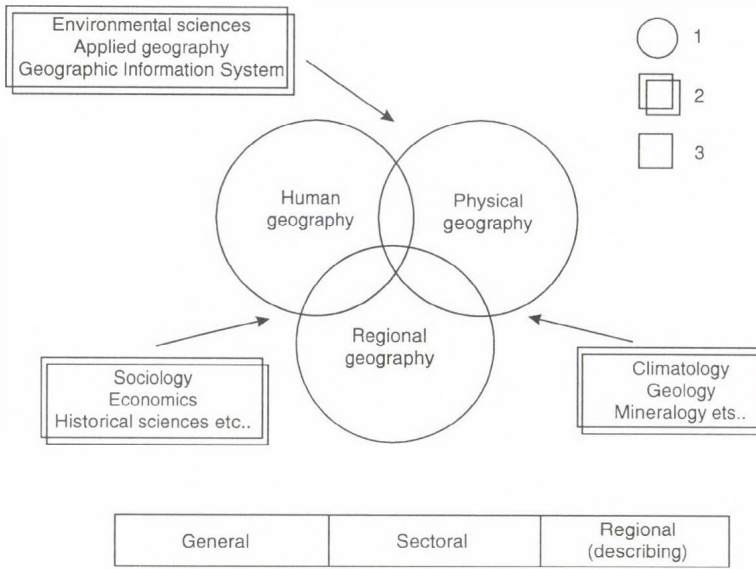 Environmental sciences
Applied geography
Geographic Information System
1
2
3
Human
geography
Physical
geography
Regional
geography
Sociology
Economics
Historical sciences etc..
Climatology
Geology
Mineralogy ets..
General
Sectoral
Regional
(describing)